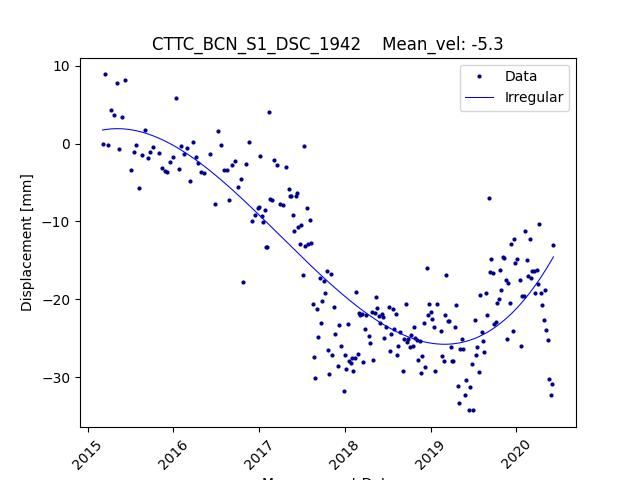 CTTC_BCN_S1_DSC_1942    Mean_vel: -5.3
Data
Irregular
Displacement [mm]
10
0
−10
−20
−30
2015
2016
2017
2018
2019
2020